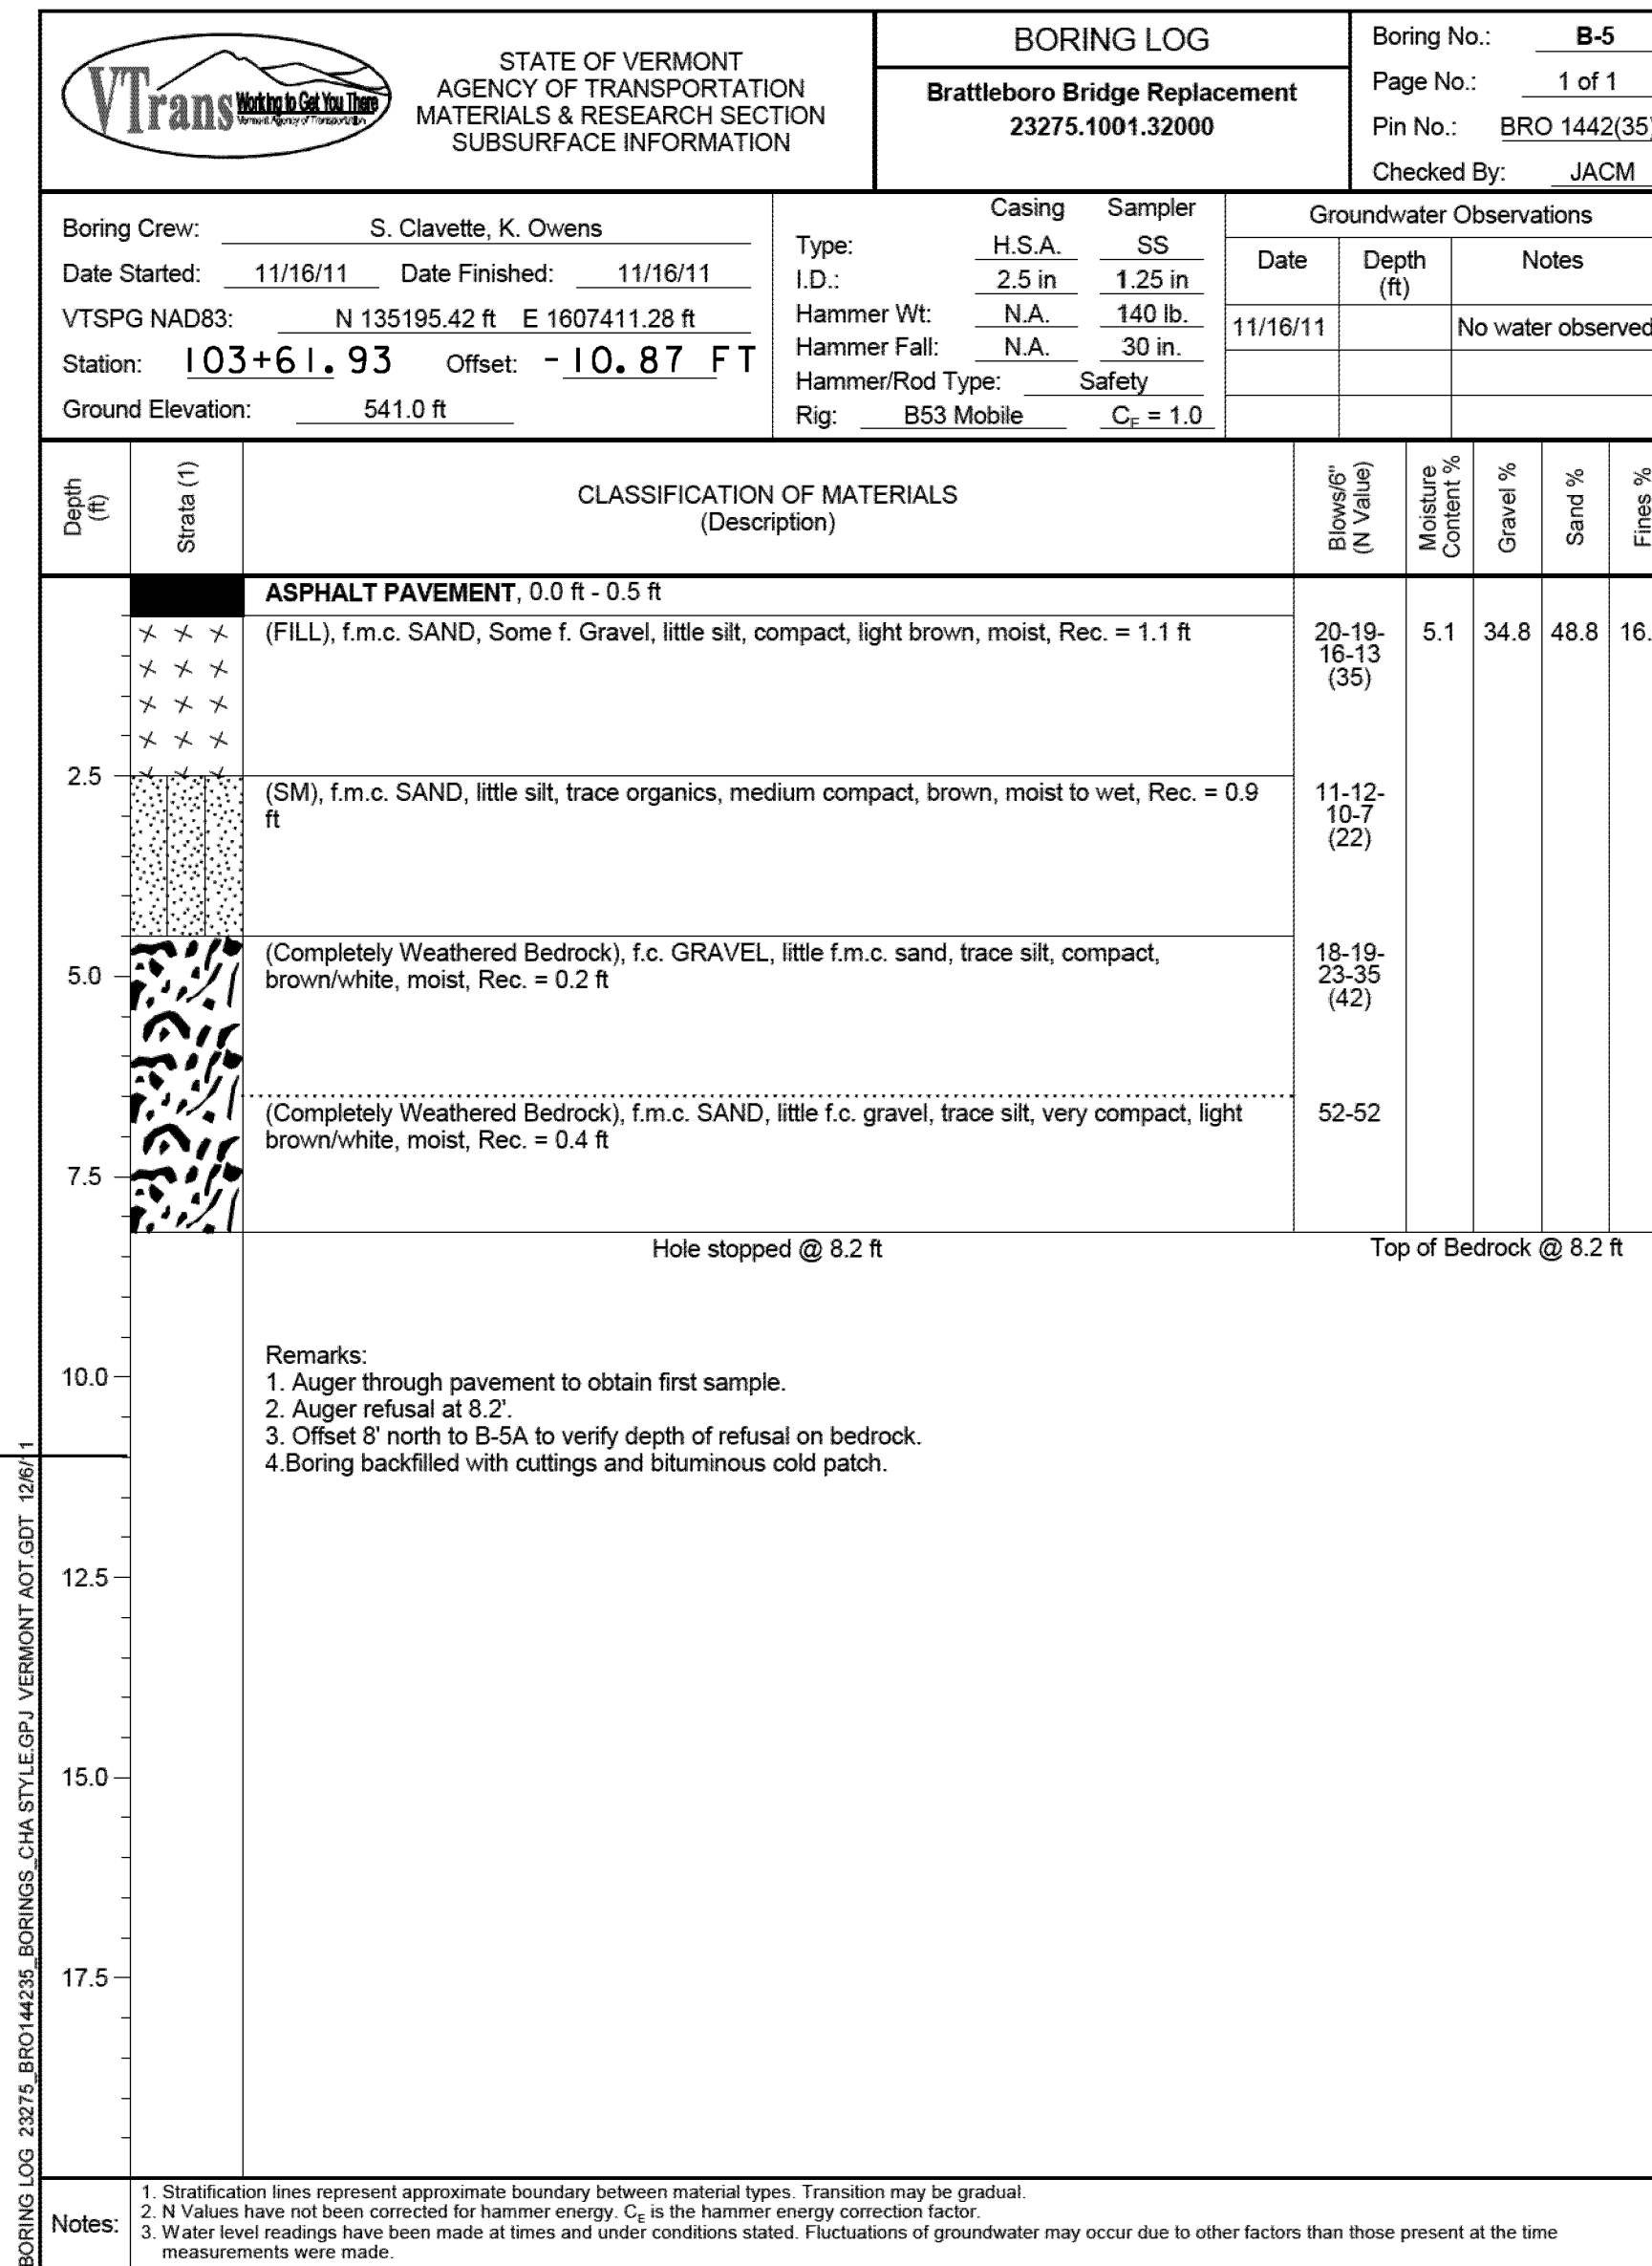 VTrans Working to Get You There
Vermont Agency of Transportation
STATE OF VERMONT
AGENCY OF TRANSPORTATION
MATERIALS & RESEARCH SECTION
SUBSURFACE INFORMATION
BORING LOG
Brattleboro Bridge Replacement
23275.1001.32000
Boring No.: B-5
Page No.: 1 of 1
Pin No.: BRO 1442(35)
Checked By: JACM
Boring Crew: S. Clavette, K. Owens
Date Started: 11/16/11 Date Finished: 11/16/11
VTSPG NAD83: N 135195.42 ft E 1607411.28 ft
Station: 103+61.93 Offset: -10.87 FT
Ground Elevation: 541.0 ft
Casing Sampler
Type: H.S.A. SS
I.D.: 2.5 in 1.25 in
Hammer Wt: N.A. 140 lb.
Hammer Fall: N.A. 30 in.
Hammer/Rod Type: Safety
Rig: B53 Mobile CE = 1.0
Groundwater Observations
Date Depth (ft) Notes
11/16/11 No water observed
Depth (ft)
Strata (1)
CLASSIFICATION OF MATERIALS
(Description)
Blows/6" (N Value)
Moisture Content %
Gravel %
Sand %
Fines %
ASPHALT PAVEMENT, 0.0 ft - 0.5 ft
(FILL), f.m.c. SAND, Some f. Gravel, little silt, compact, light brown, moist, Rec. = 1.1 ft
20-19-
16-13
(35)
5.1 34.8 48.8 16.
2.5
(SM), f.m.c. SAND, little silt, trace organics, medium compact, brown, moist to wet, Rec. = 0.9
ft
11-12-
10-7
(22)
(Completely Weathered Bedrock), f.c. GRAVEL, little f.m.c. sand, trace silt, compact,
brown/white, moist, Rec. = 0.2 ft
18-19-
23-35
(42)
5.0
(Completely Weathered Bedrock), f.m.c. SAND, little f.c. gravel, trace silt, very compact, light
brown/white, moist, Rec. = 0.4 ft
52-52
7.5
Hole stopped @ 8.2 ft
Top of Bedrock @ 8.2 ft
Remarks:
10.0
1. Auger through pavement to obtain first sample.
2. Auger refusal at 8.2'.
3. Offset 8' north to B-5A to verify depth of refusal on bedrock.
4.Boring backfilled with cuttings and bituminous cold patch.
12.5
15.0
17.5
BORING LOG 23275_BRO144235_BORINGS_CHA STYLE.GPJ VERMONT AOT.GDT 12/6/11
Notes:
1. Stratification lines represent approximate boundary between material types. Transition may be gradual.
2. N Values have not been corrected for hammer energy. CE is the hammer energy correction factor.
3. Water level readings have been made at times and under conditions stated. Fluctuations of groundwater may occur due to other factors than those present at the time
measurements were made.